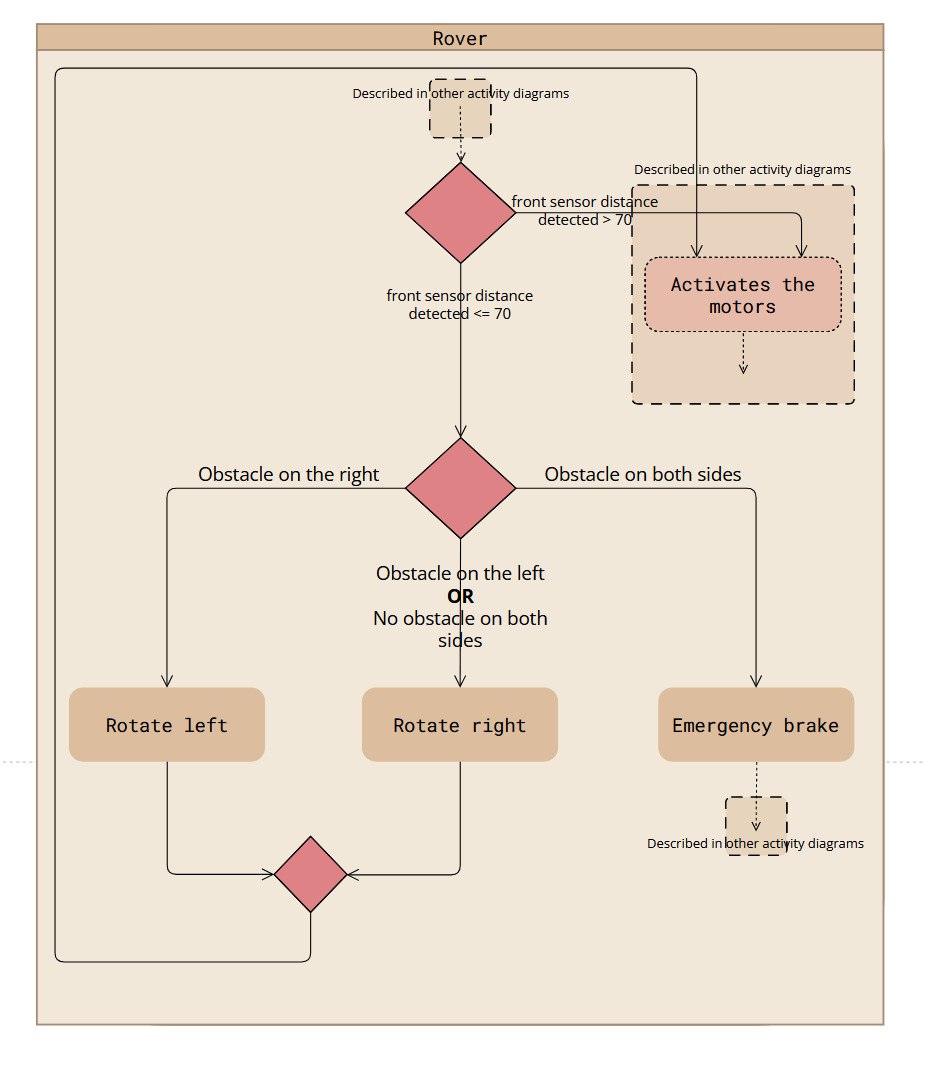 Rover
Described in other activity diagrams
Described in other activity diagrams
front sensor distance
detected > 70
Activates the
motors
front sensor distance
detected <= 70
Obstacle on the right
Obstacle on both sides
Obstacle on the left
OR
No obstacle on both
sides
Rotate left
Rotate right
Emergency brake
Described in other activity diagrams